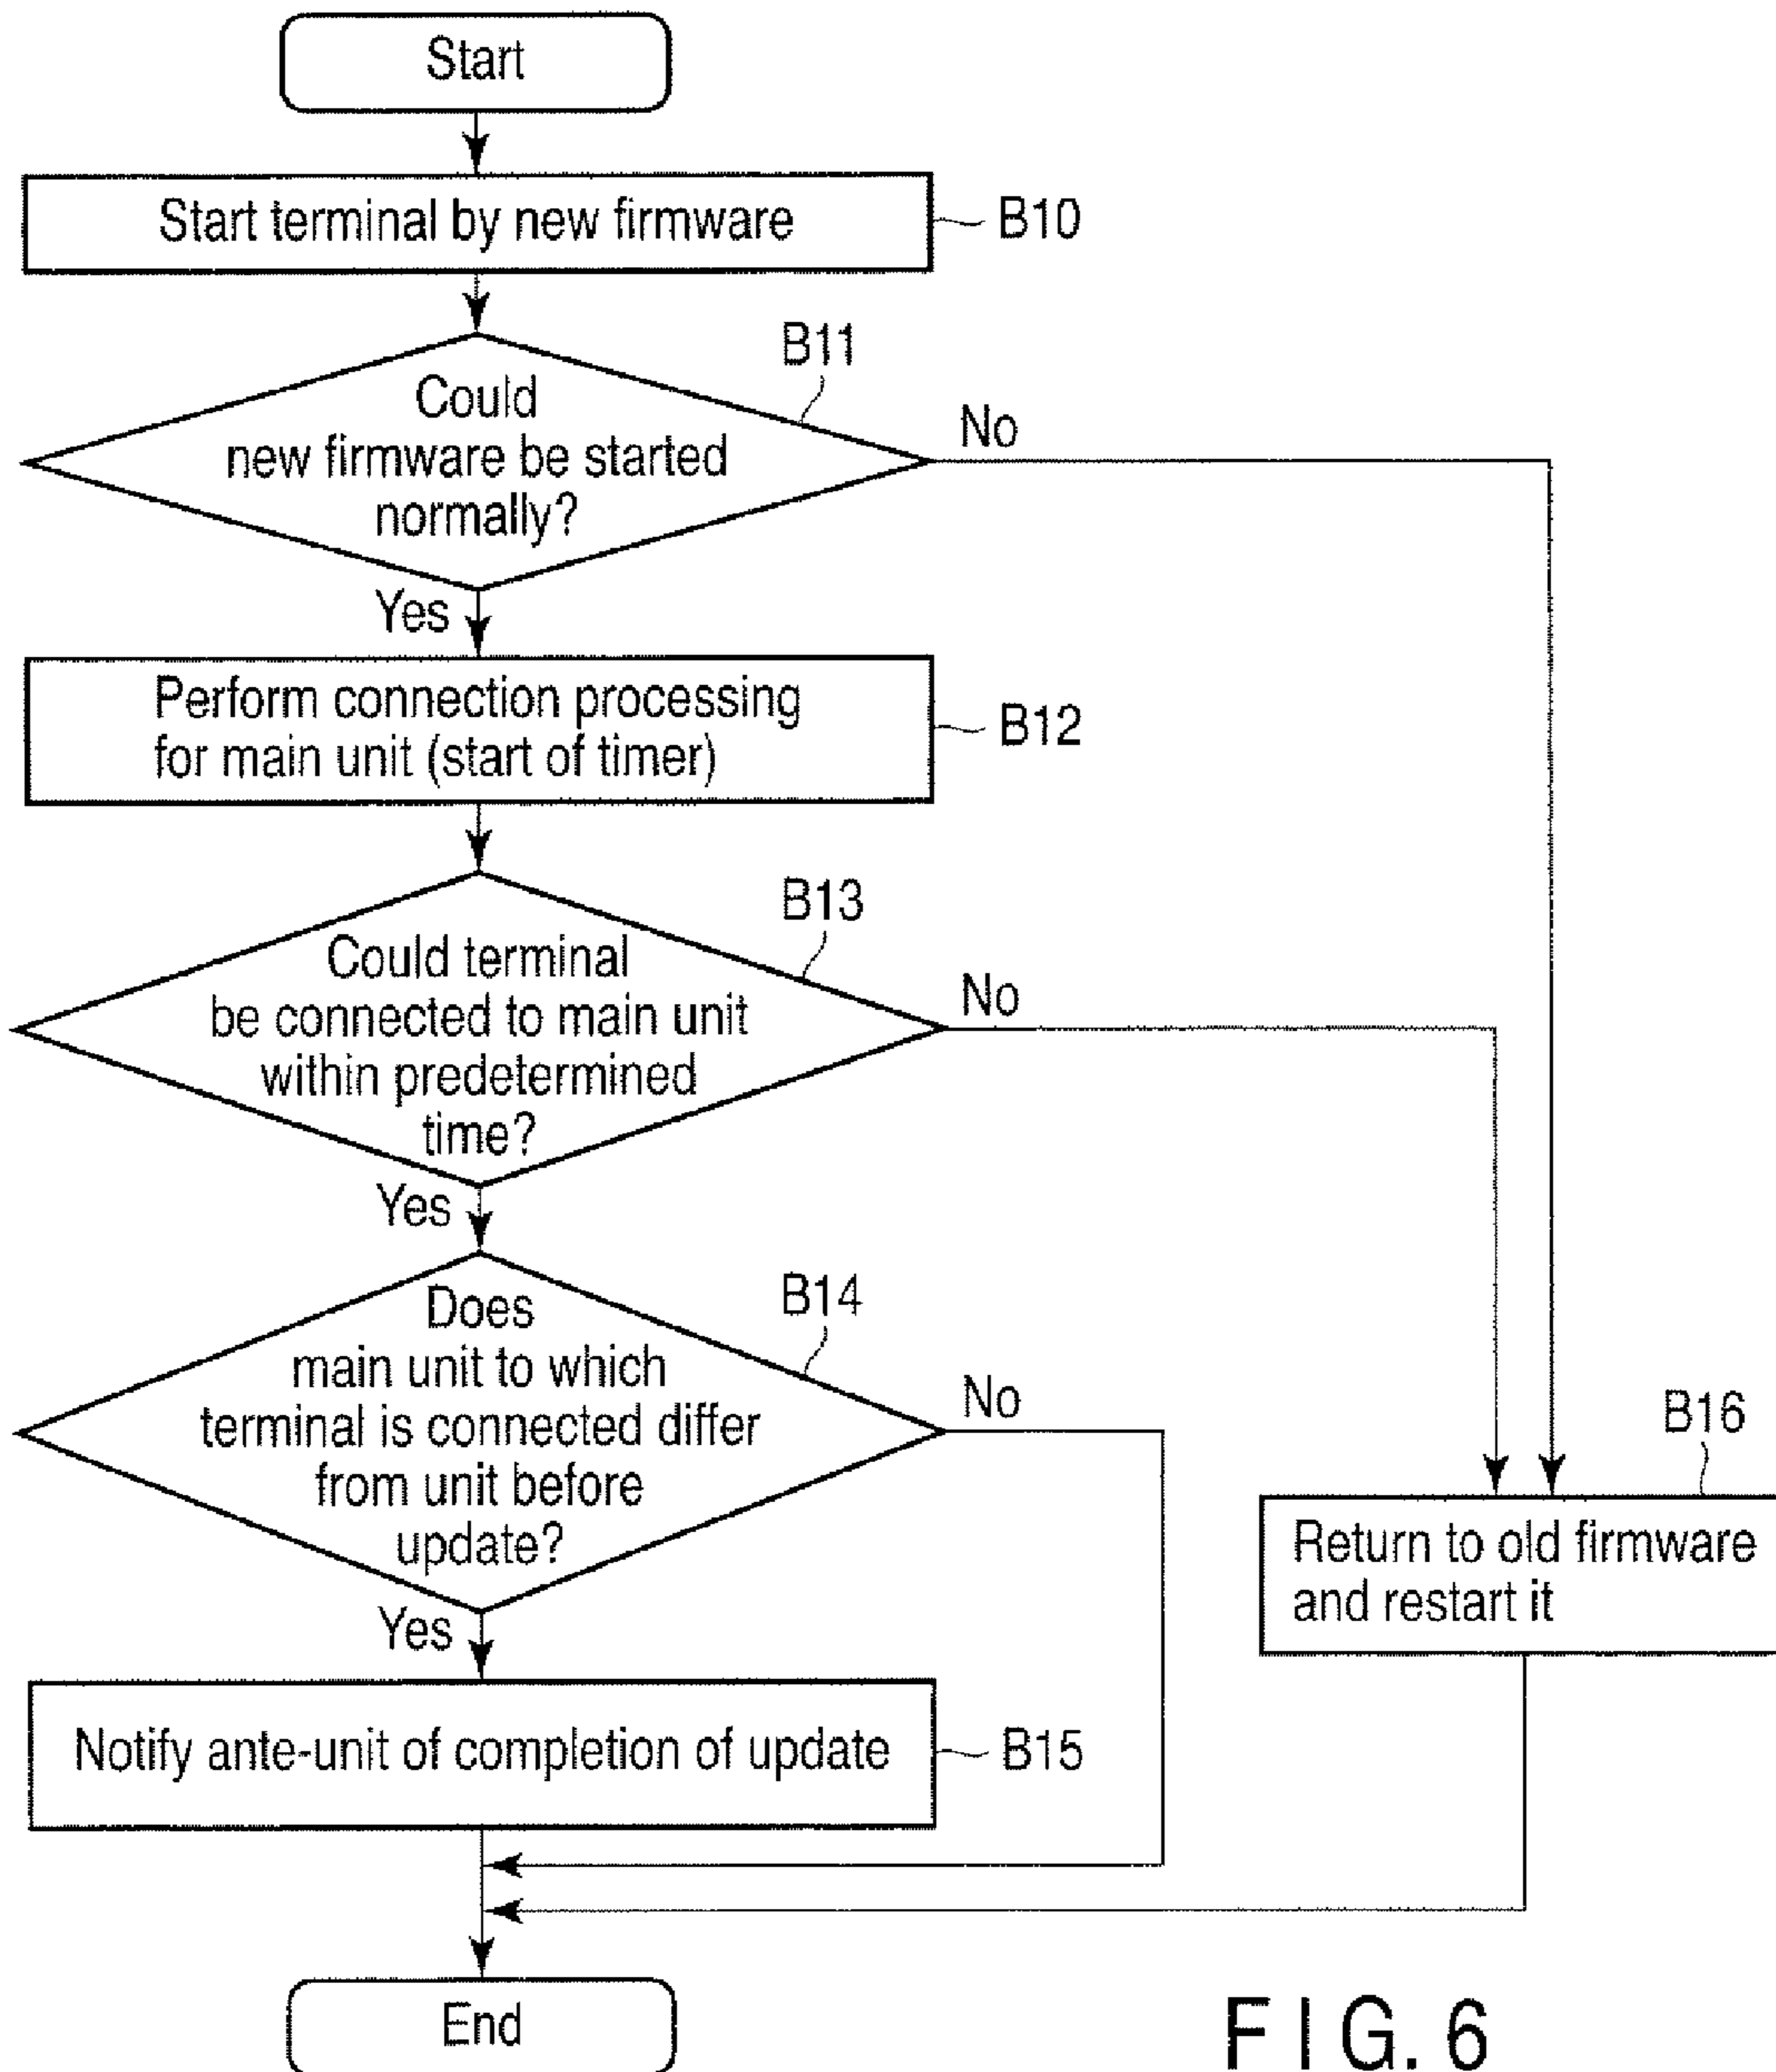 Start
Start terminal by new firmware
B10
B11
Could
new firmware be started
normally?
No
Yes
Perform connection processing
for main unit (start of timer)
B12
B13
Could terminal
be connected to main unit
within predetermined
time?
No
Yes
B14
Does
main unit to which
terminal is connected differ
from unit before
update?
No
Yes
B16
Return to old firmware
and restart it
Notify ante-unit of completion of update
B15
End
FIG. 6